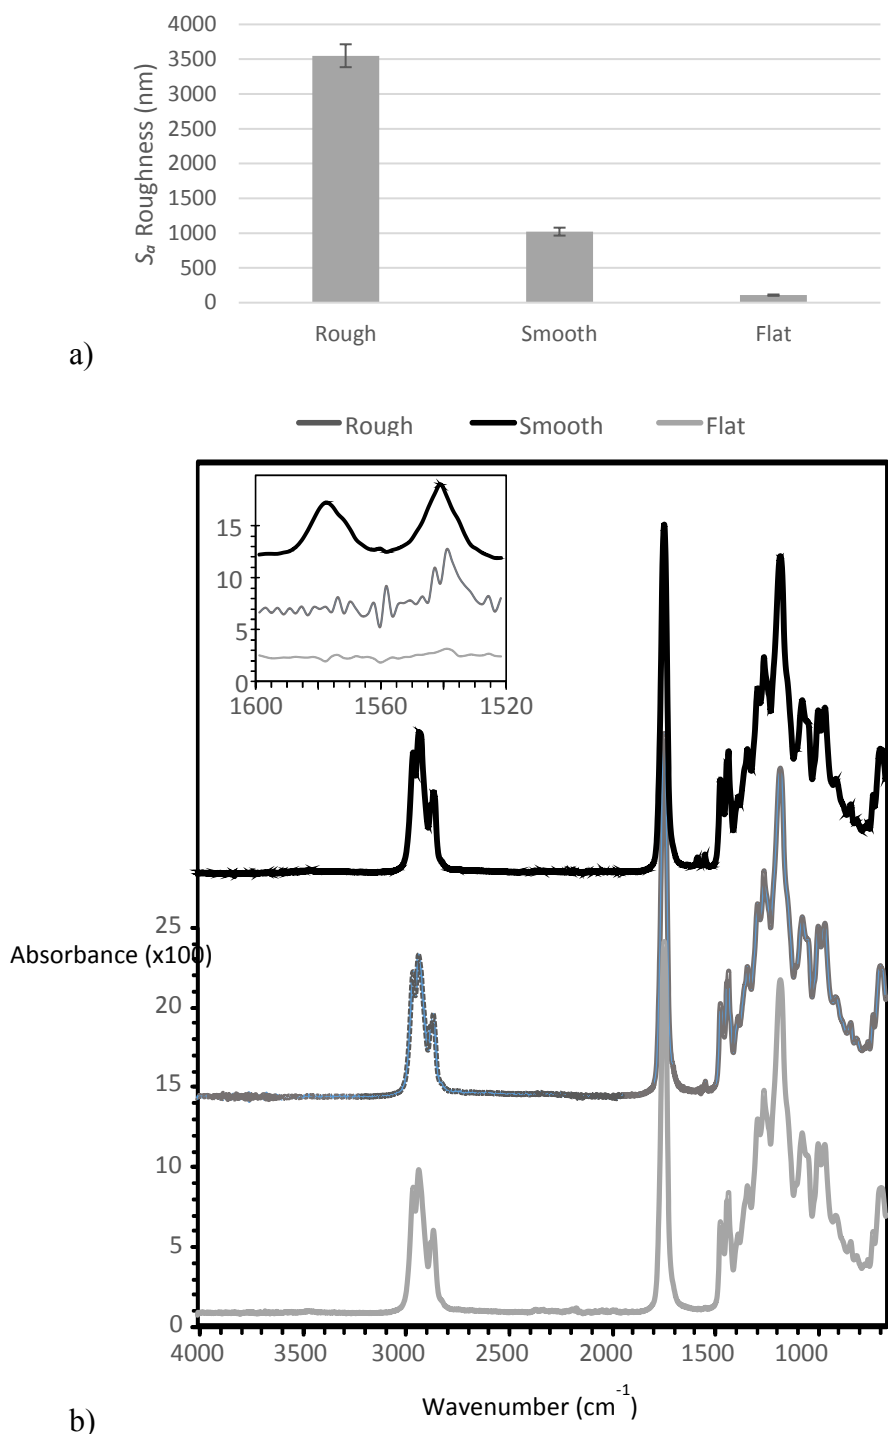 4000
3500
3000
2500
2000
1500
1000
500
0
Sa Roughness (nm)
Rough Smooth Flat
a)
Rough Smooth Flat
15
10
5
0
1600 1560 1520
25
Absorbance (x100)
20
15
10
5
0
4000 3500 3000 2500 2000 1500 1000
Wavenumber (cm-1)
b)